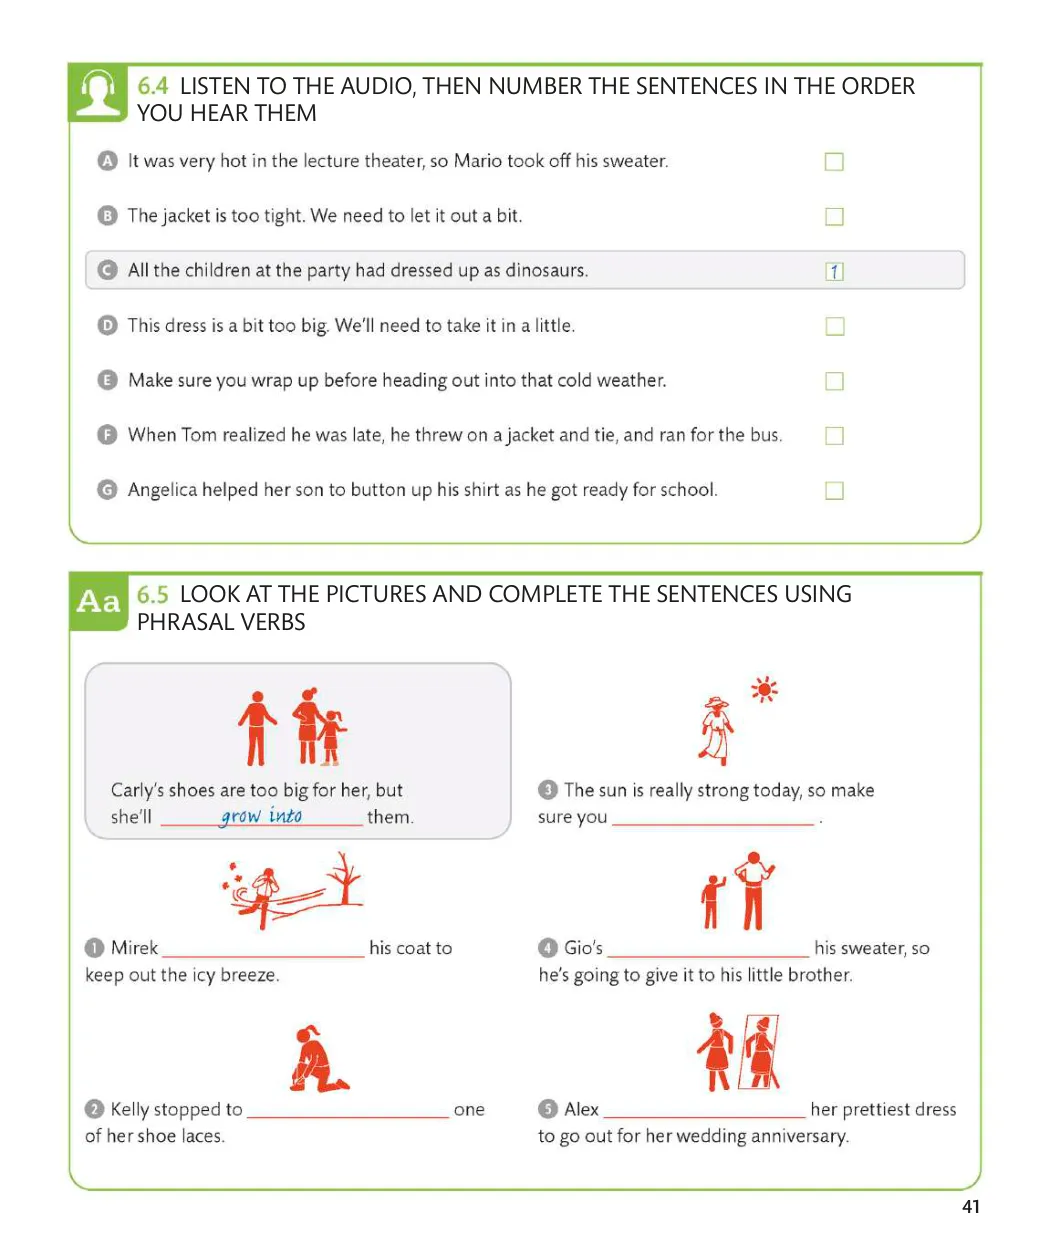 6.4 LISTEN TO THE AUDIO, THEN NUMBER THE SENTENCES IN THE ORDER
YOU HEAR THEM
A It was very hot in the lecture theater, so Mario took off his sweater.
B The jacket is too tight. We need to let it out a bit.
C All the children at the party had dressed up as dinosaurs. 1
D This dress is a bit too big. We'll need to take it in a little.
E Make sure you wrap up before heading out into that cold weather.
F When Tom realized he was late, he threw on a jacket and tie, and ran for the bus.
G Angelica helped her son to button up his shirt as he got ready for school.
Aa 6.5 LOOK AT THE PICTURES AND COMPLETE THE SENTENCES USING
PHRASAL VERBS
Carly's shoes are too big for her, but
she'll grow into them.
1 Mirek ____________________ his coat to
keep out the icy breeze.
2 Kelly stopped to ____________________ one
of her shoe laces.
3 The sun is really strong today, so make
sure you ____________________ .
4 Gio's ____________________ his sweater, so
he's going to give it to his little brother.
5 Alex ____________________ her prettiest dress
to go out for her wedding anniversary.
41